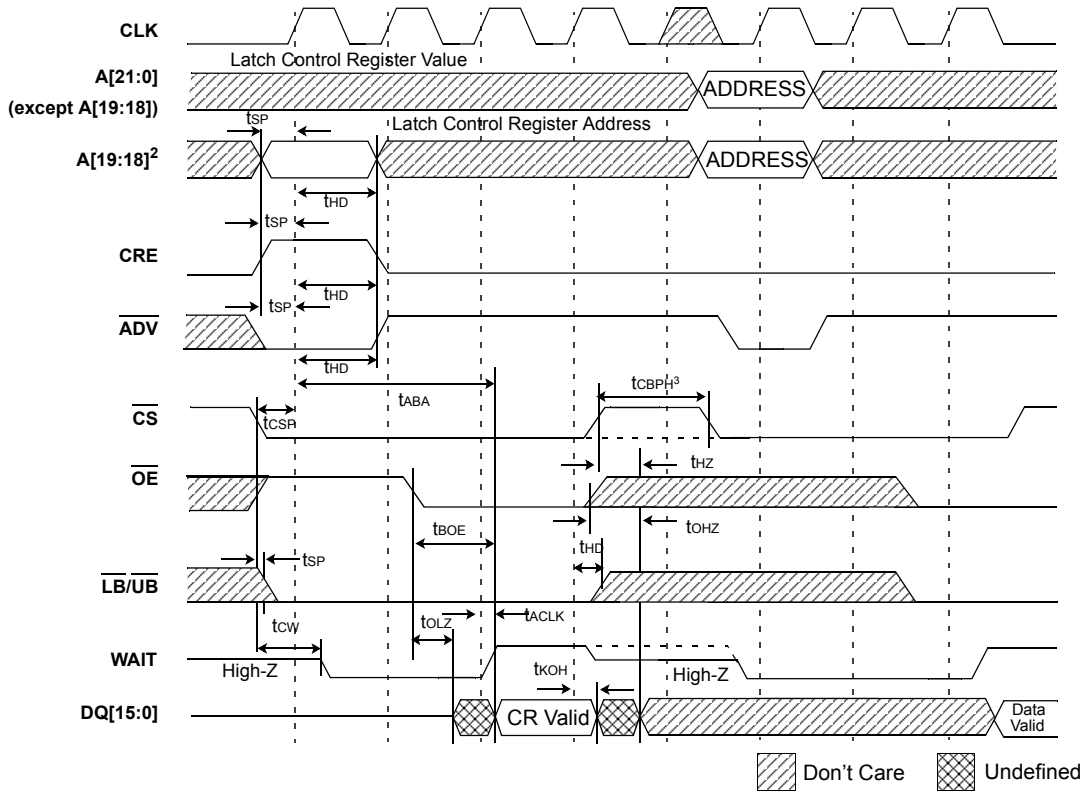 CLK
Latch Control Register Value
A[21:0]
(except A[19:18])
ADDRESS
tSP
Latch Control Register Address
A[19:18]2
ADDRESS
tHD
tSP
CRE
tHD
tSP
ADV
tHD
tABA
tCBPH3
CS
tCSP
tHZ
OE
tOHZ
tBOE
tHD
tSP
LB/UB
tACLK
tOLZ
tCW
WAIT
High-Z
High-Z
tKOH
DQ[15:0]
CR Valid
Data
Valid
Don't Care
Undefined